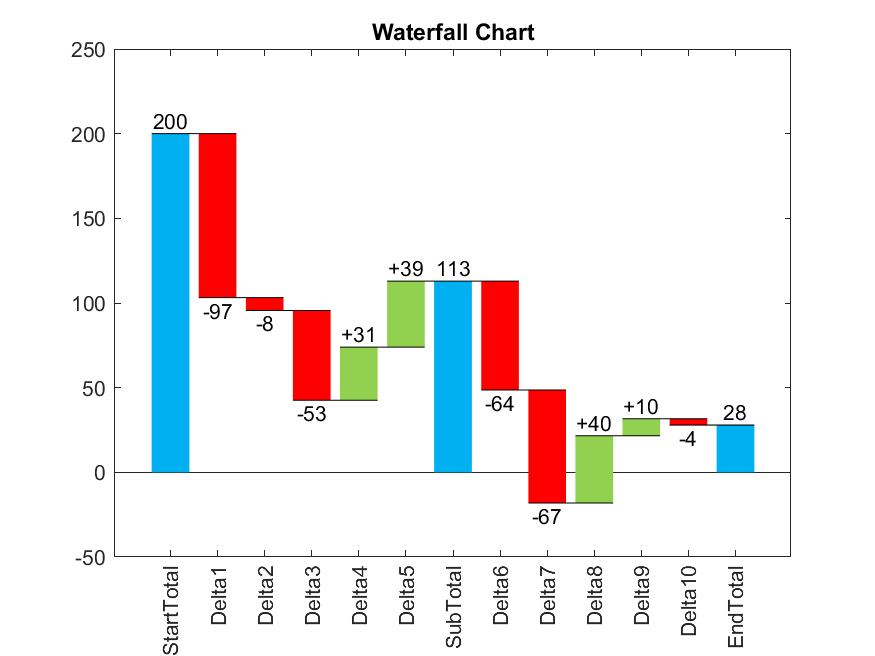 Waterfall Chart
250
200
150
100
50
0
-50
200
-97
-8
-53
+31
+39
113
-64
-67
+40
+10
-4
28
StartTotal
Delta1
Delta2
Delta3
Delta4
Delta5
SubTotal
Delta6
Delta7
Delta8
Delta9
Delta10
EndTotal